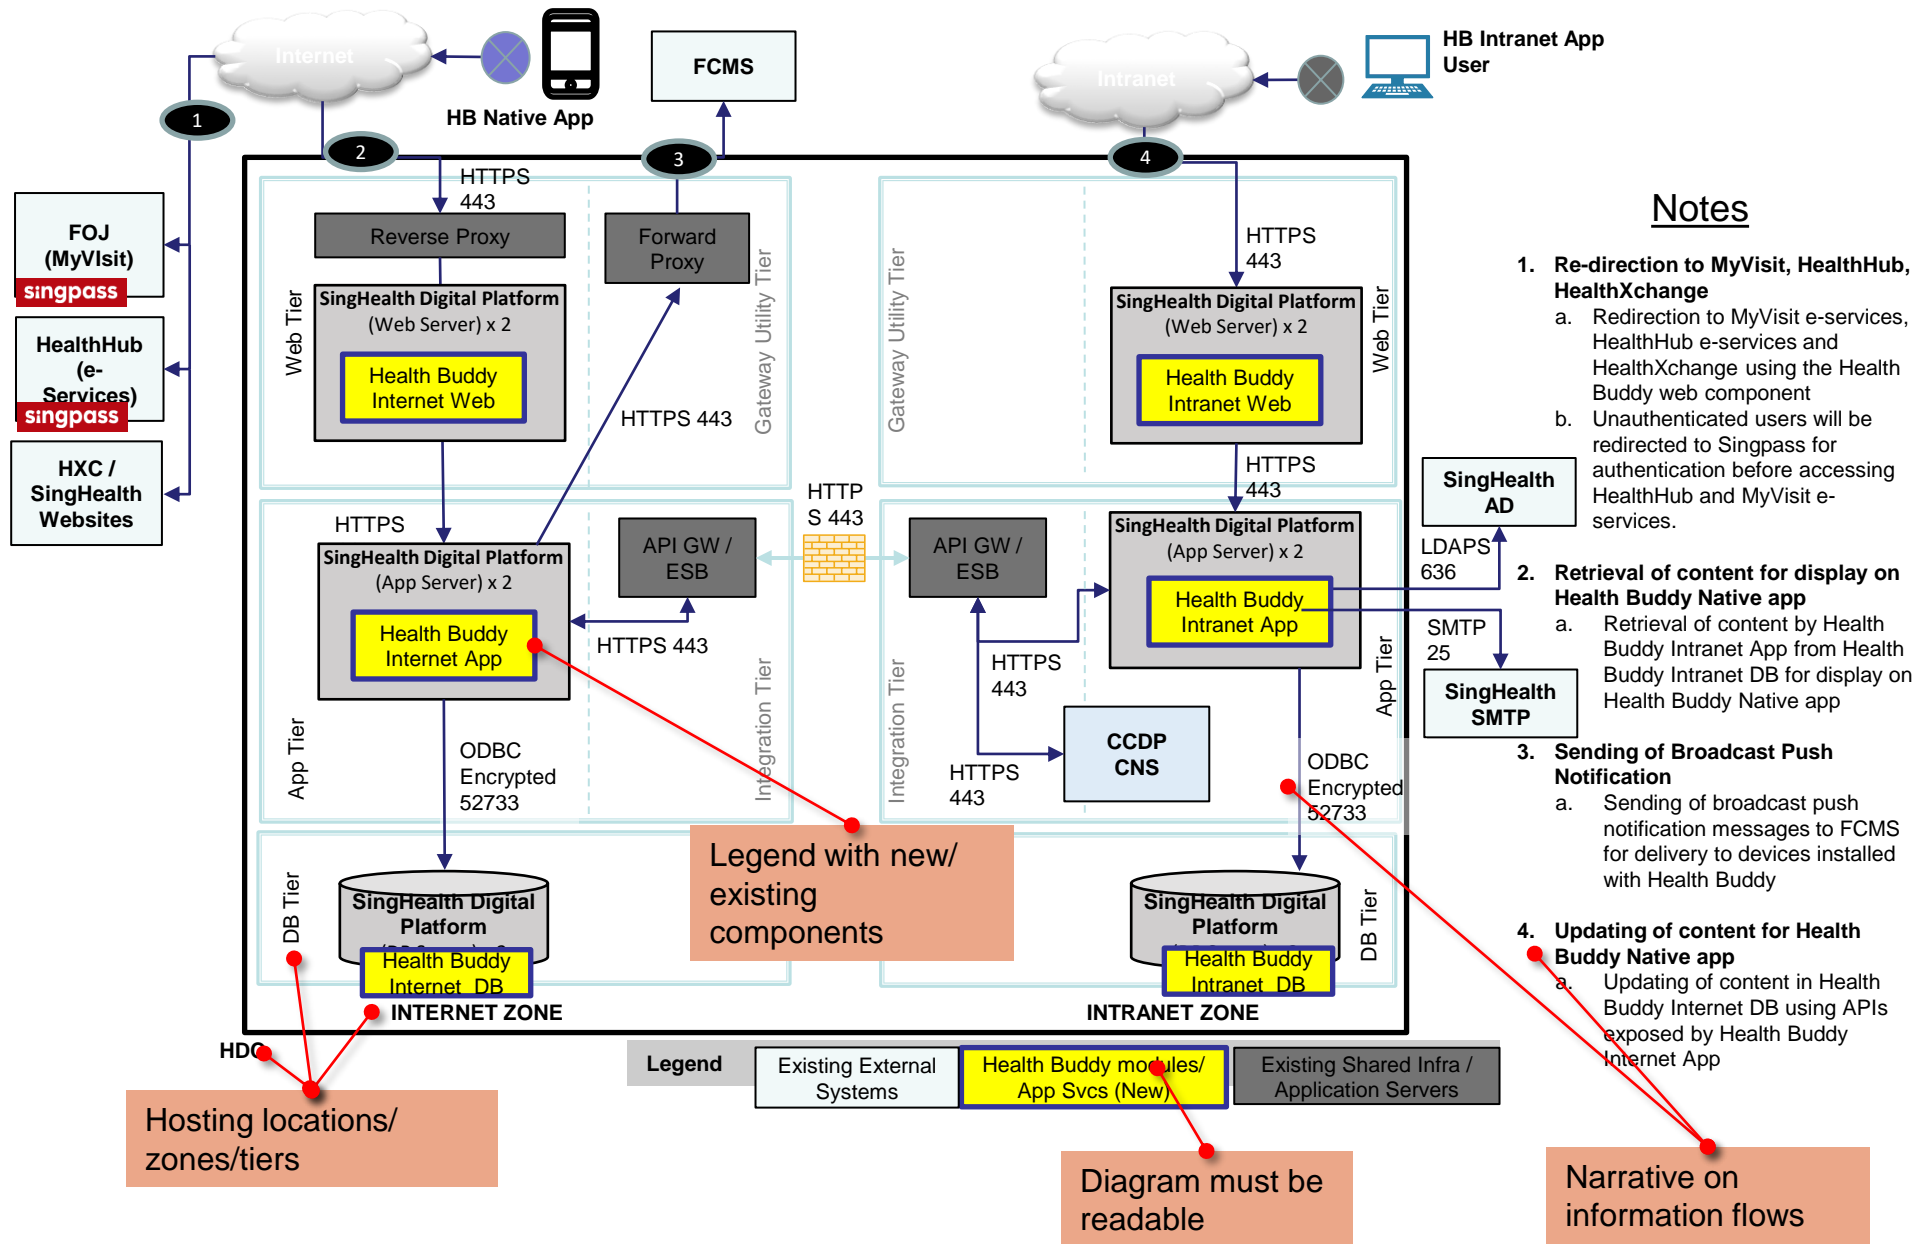 Internet
HB Native App
FCMS
Intranet
HB Intranet App
User
1
2
3
4
FOJ
(MyVIsit)
singpass
HealthHub
(e-
Services)
singpass
HXC /
SingHealth
Websites
HTTPS
443
Reverse Proxy
Forward
Proxy
Web Tier
SingHealth Digital Platform
(Web Server) x 2
Health Buddy
Internet Web
HTTPS 443
Gateway Utility Tier
Gateway Utility Tier
HTTPS
443
SingHealth Digital Platform
(Web Server) x 2
Health Buddy
Intranet Web
Web Tier
HTTPS
443
HTTPS
SingHealth Digital Platform
(App Server) x 2
Health Buddy
Internet App
API GW /
ESB
HTTPS 443
HTTP
S 443
API GW /
ESB
SingHealth Digital Platform
(App Server) x 2
Health Buddy
Intranet App
HTTPS
443
HTTPS
443
CCDP
CNS
App Tier
Integration Tier
Integration Tier
App Tier
SingHealth
AD
LDAPS
636
SMTP
25
SingHealth
SMTP
ODBC
Encrypted
52733
ODBC
Encrypted
52733
DB Tier
SingHealth Digital
Platform
Health Buddy
Internet DB
INTERNET ZONE
SingHealth Digital
Platform
Health Buddy
Intranet DB
INTRANET ZONE
DB Tier
HDC
Legend
Existing External
Systems
Health Buddy modules/
App Svcs (New)
Existing Shared Infra /
Application Servers
Legend with new/
existing
components
Hosting locations/
zones/tiers
Diagram must be
readable
Narrative on
information flows
Notes
1. Re-direction to MyVisit, HealthHub,
HealthXchange
a. Redirection to MyVisit e-services,
HealthHub e-services and
HealthXchange using the Health
Buddy web component
b. Unauthenticated users will be
redirected to Singpass for
authentication before accessing
HealthHub and MyVisit e-
services.
2. Retrieval of content for display on
Health Buddy Native app
a. Retrieval of content by Health
Buddy Intranet App from Health
Buddy Intranet DB for display on
Health Buddy Native app
3. Sending of Broadcast Push
Notification
a. Sending of broadcast push
notification messages to FCMS
for delivery to devices installed
with Health Buddy
4. Updating of content for Health
Buddy Native app
a. Updating of content in Health
Buddy Internet DB using APIs
exposed by Health Buddy
Internet App